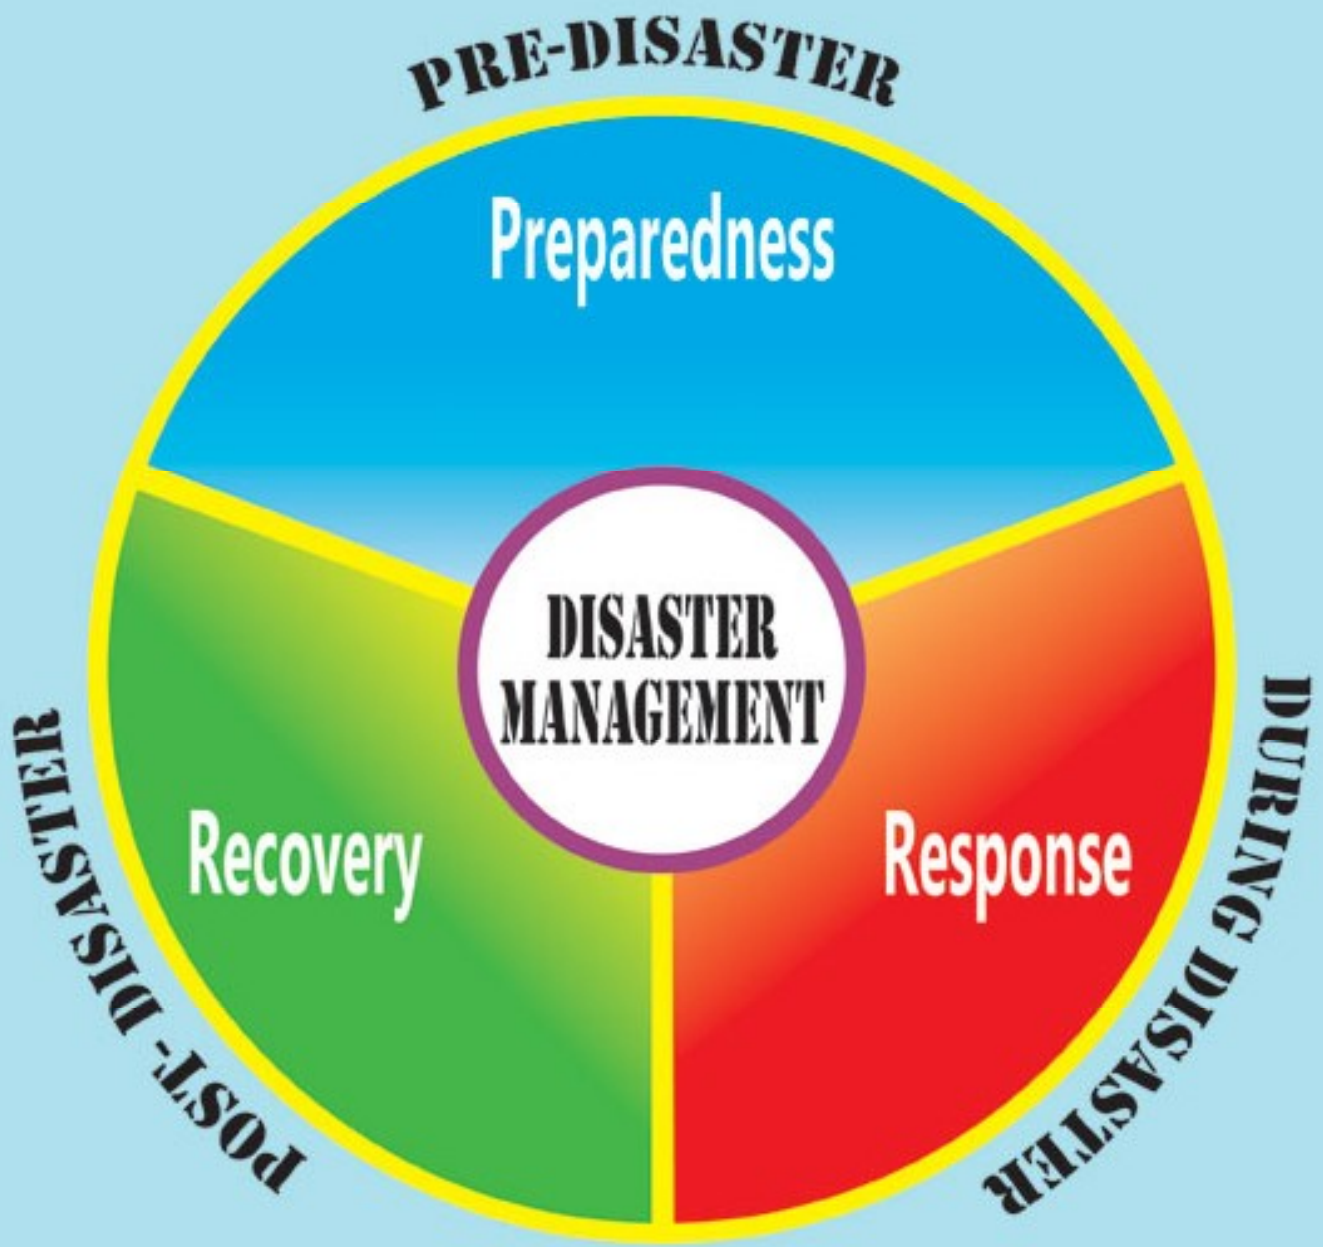 PRE-DISASTER
Preparedness
DISASTER
MANAGEMENT
Recovery
Response
POST- DISASTER
DURING DISASTER